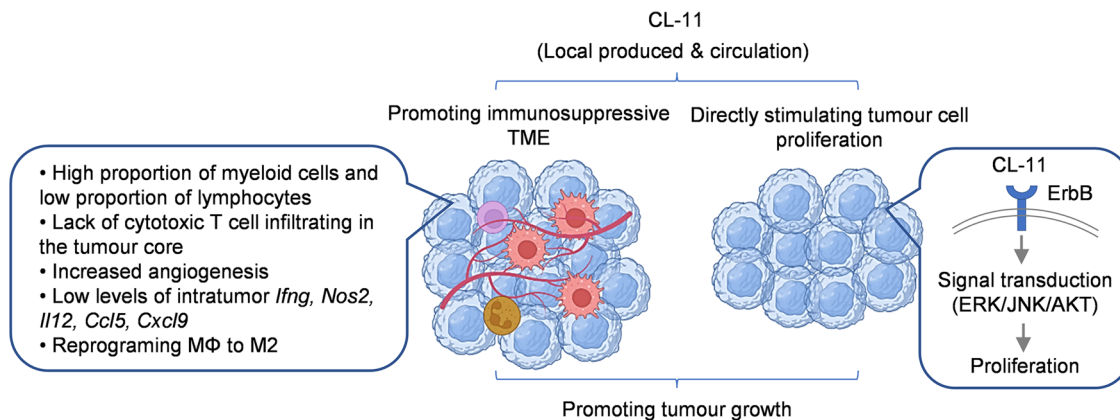 CL-11
(Local produced & circulation)
Promoting immunosuppressive
TME
Directly stimulating tumour cell
proliferation
• High proportion of myeloid cells and
low proportion of lymphocytes
• Lack of cytotoxic T cell infiltrating in
the tumour core
• Increased angiogenesis
• Low levels of intratumor Ifng, Nos2,
Il12, Ccl5, Cxcl9
• Reprograming MΦ to M2
CL-11
ErbB
Signal transduction
(ERK/JNK/AKT)
Proliferation
Promoting tumour growth